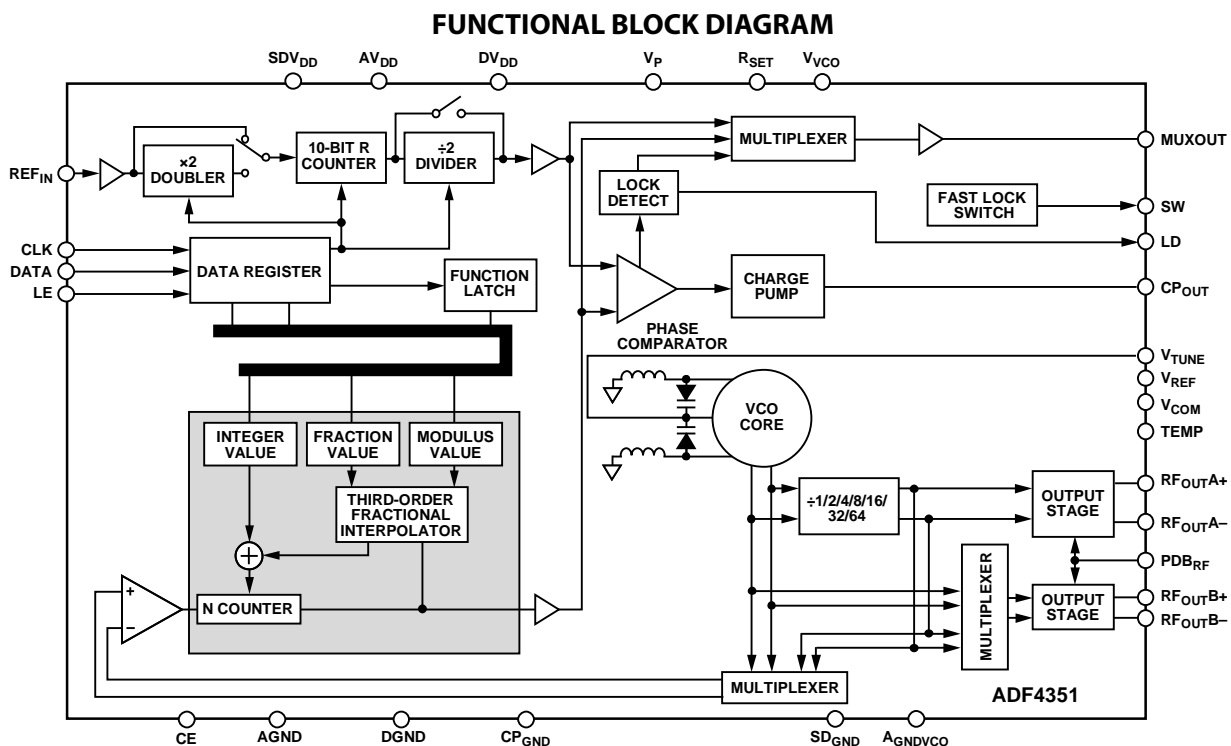 FUNCTIONAL BLOCK DIAGRAM
SDVDD
AVDD
DVDD
VP
RSET
VVCO
REFIN
×2
DOUBLER
10-BIT R
COUNTER
÷2
DIVIDER
MULTIPLEXER
MUXOUT
LOCK
DETECT
FAST LOCK
SWITCH
SW
LD
CLK
DATA
LE
DATA REGISTER
FUNCTION
LATCH
CHARGE
PUMP
CPOUT
PHASE
COMPARATOR
VTUNE
VREF
VCOM
TEMP
VCO
CORE
INTEGER
VALUE
FRACTION
VALUE
MODULUS
VALUE
THIRD-ORDER
FRACTIONAL
INTERPOLATOR
+
−
N COUNTER
÷1/2/4/8/16/
32/64
OUTPUT
STAGE
RFOUTA+
RFOUTA−
PDBRF
MULTIPLEXER
OUTPUT
STAGE
RFOUTB+
RFOUTB−
MULTIPLEXER
ADF4351
CE
AGND
DGND
CPGND
SDGND
AGNDVCO